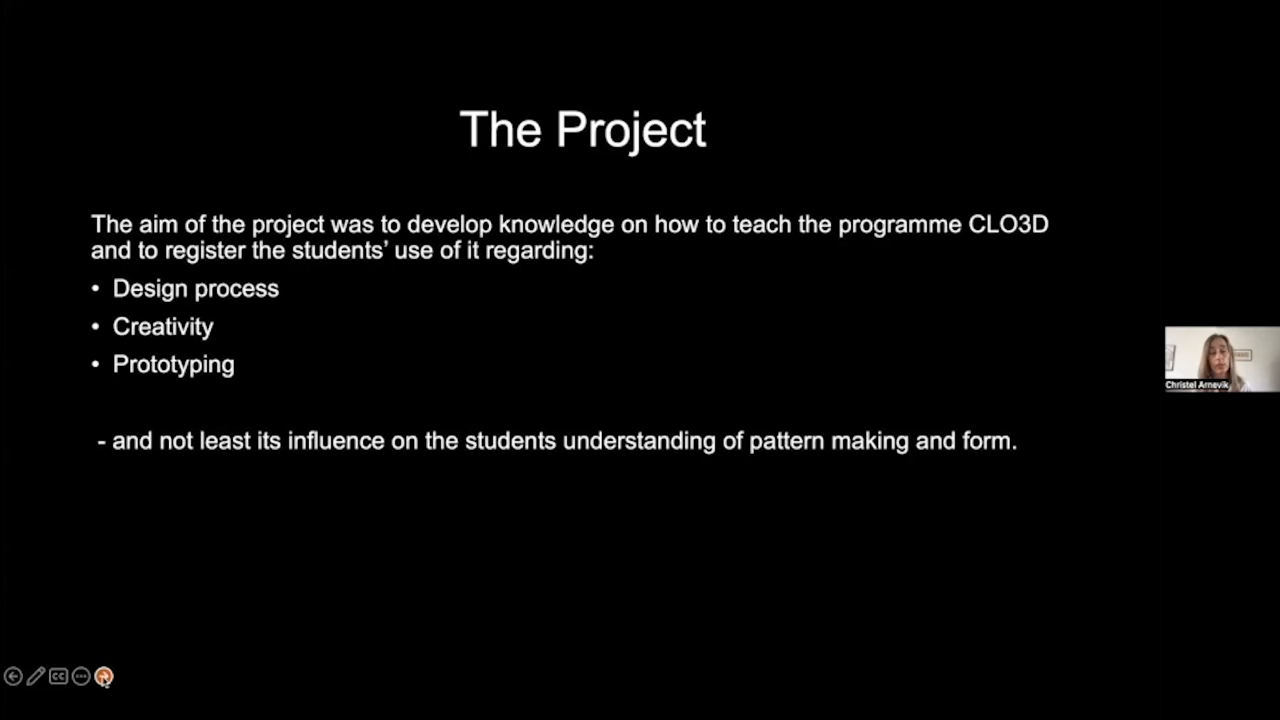 The Project
The aim of the project was to develop knowledge on how to teach the programme CLO3D
and to register the students’ use of it regarding:
• Design process
• Creativity
• Prototyping
- and not least its influence on the students understanding of pattern making and form.
Christel Arnevik
CC